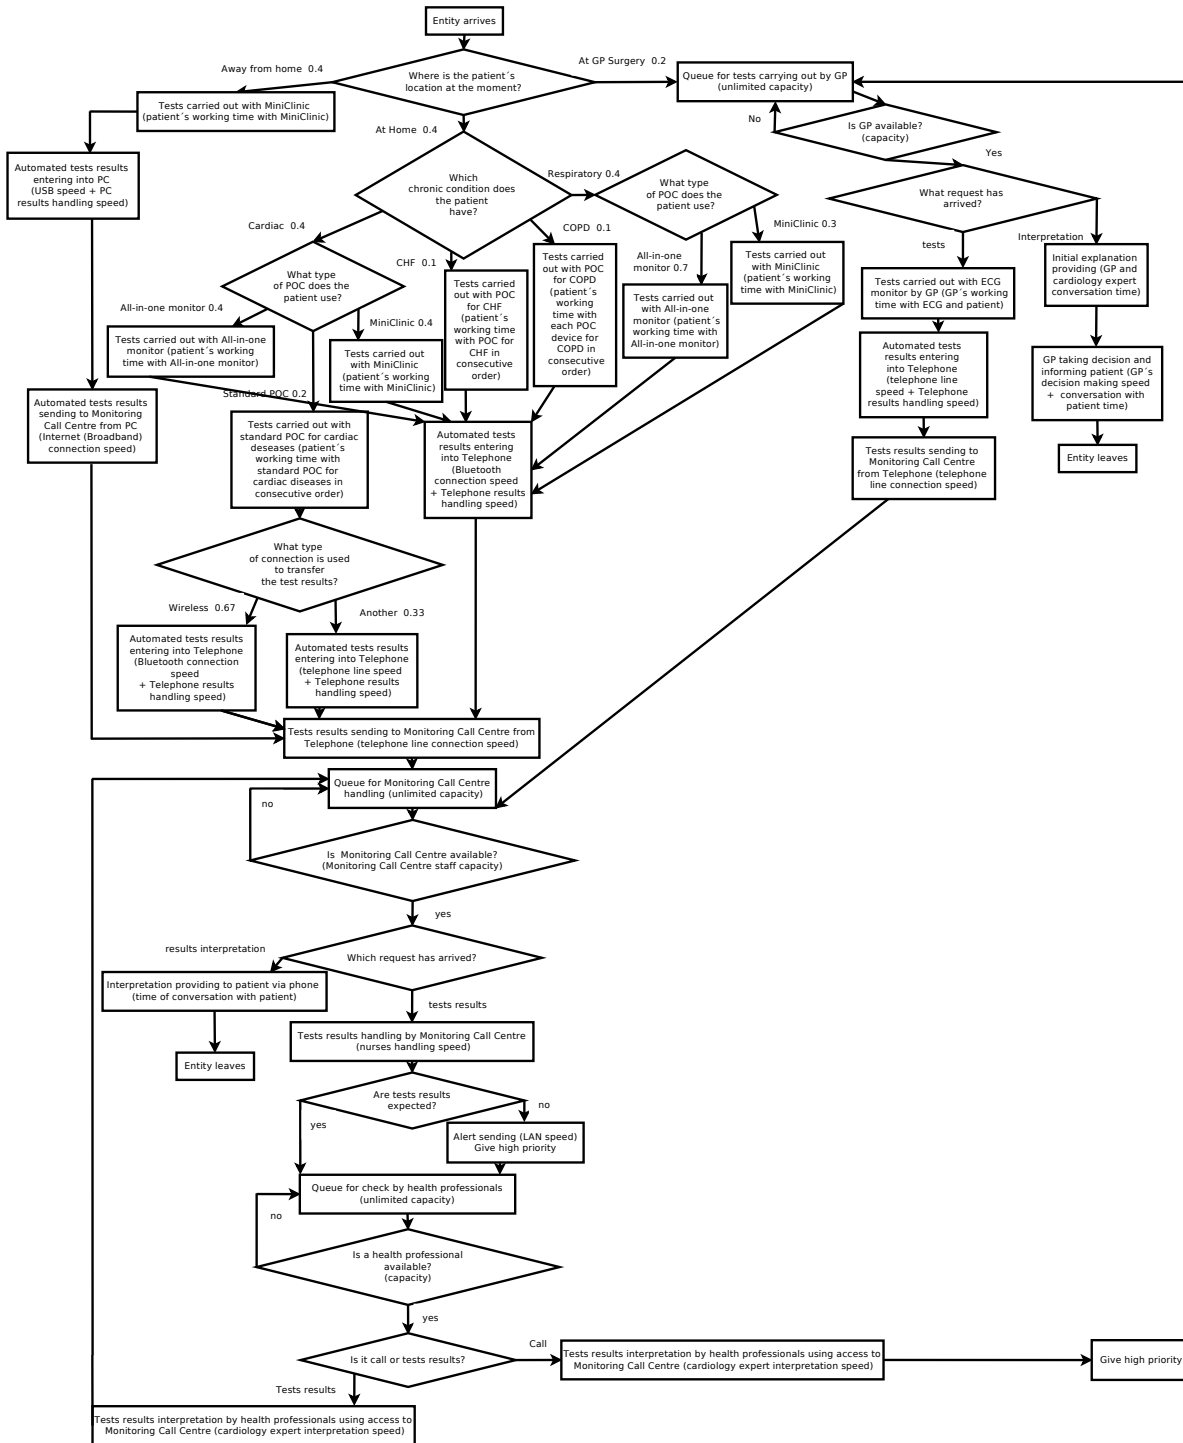 Entity arrives
Away from home  0.4
Where is the patient´s
location at the moment?
At GP Surgery  0.2
Queue for tests carrying out by GP
(unlimited capacity)
Tests carried out with MiniClinic
(patient´s working time with MiniClinic)
At Home  0.4
No
Is GP available?
(capacity)
Yes
Automated tests results
entering into PC
(USB speed + PC
results handling speed)
Which
chronic condition does
the patient
have?
Respiratory 0.4
What type
of POC does the
patient use?
What request has
arrived?
Cardiac  0.4
COPD  0.1
MiniClinic 0.3
tests
Interpretation
CHF  0.1
What type
of POC does the
patient use?
Tests carried
out with POC
for CHF
(patient´s
working time
with POC for
CHF in
consecutive
order)
Tests carried
out with POC
for COPD
(patient´s
working
time with
each POC
device for
COPD in
consecutive
order)
All-in-one
monitor 0.7
Tests carried out
with MiniClinic
(patient´s working
time with MiniClinic)
Tests carried out with ECG
monitor by GP (GP´s working
time with ECG and patient)
Initial explanation
providing (GP and
cardiology expert
conversation time)
All-in-one monitor 0.4
MiniClinic 0.4
Tests carried out
with All-in-one
monitor (patient´s
working time with
All-in-one monitor)
Tests carried out with All-in-one
monitor (patient´s working
time with All-in-one monitor)
Tests carried out
with MiniClinic
(patient´s working
time with MiniClinic)
Automated tests
results entering
into Telephone
(telephone line
speed + Telephone
results handling speed)
GP taking decision and
informing patient (GP´s
decision making speed
+  conversation with
patient time)
Standard POC 0.2
Automated tests results
sending to Monitoring
Call Centre from PC
(Internet (Broadband)
connection speed)
Tests carried out with
standard POC for cardiac
deseases (patient´s
working time with
standard POC for
cardiac diseases in
consecutive order)
Automated tests
results entering
into Telephone
(Bluetooth
connection speed
+ Telephone results
handling speed)
Tests results sending to
Monitoring Call Centre
from Telephone (telephone
line connection speed)
Entity leaves
What type
of connection is used
to transfer
the test results?
Wireless  0.67
Another  0.33
Automated tests results
entering into Telephone
(Bluetooth connection
speed
+ Telephone results
handling speed)
Automated tests results
entering into Telephone
(telephone line speed
+ Telephone results
handling speed)
Tests results sending to Monitoring Call Centre from
Telephone (telephone line connection speed)
Queue for Monitoring Call Centre
handling (unlimited capacity)
no
Is  Monitoring Call Centre available?
(Monitoring Call Centre staff capacity)
yes
results interpretation
Which request has arrived?
Interpretation providing to patient via phone
(time of conversation with patient)
tests results
Tests results handling by Monitoring Call Centre
(nurses handling speed)
Entity leaves
Are tests results
expected?
no
yes
Alert sending (LAN speed)
Give high priority
Queue for check by health professionals
(unlimited capacity)
no
Is a health professional
available?
(capacity)
yes
Is it call or tests results?
Call
Tests results interpretation by health professionals using access to
Monitoring Call Centre (cardiology expert interpretation speed)
Give high priority
Tests results
Tests results interpretation by health professionals using access to
Monitoring Call Centre (cardiology expert interpretation speed)